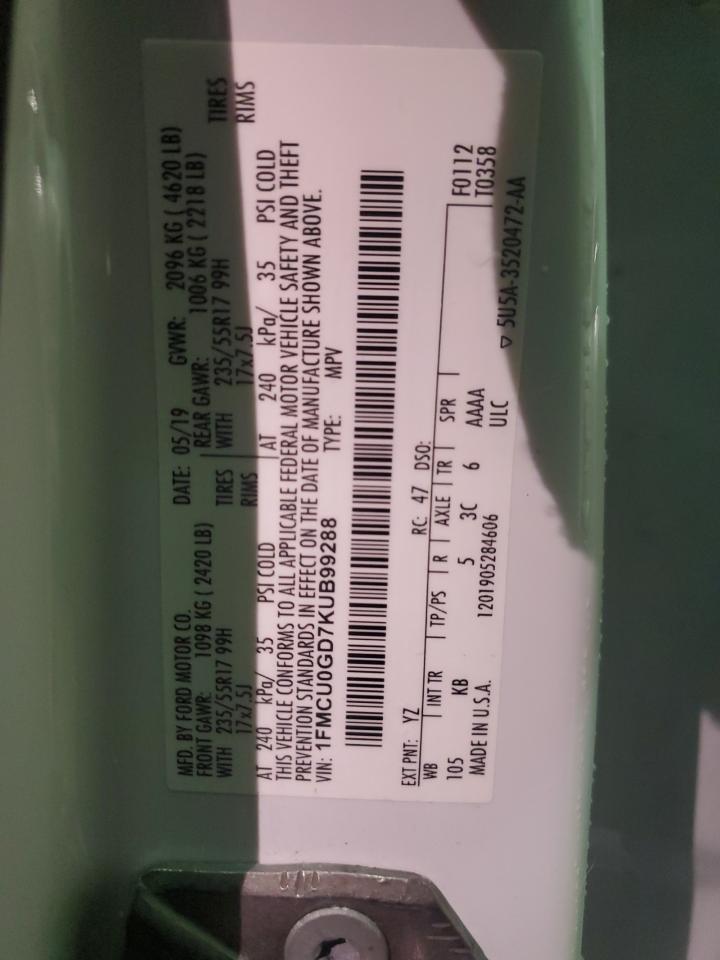 MFD. BY FORD MOTOR CO.
DATE: 05/19 GVWR: 2096 KG ( 4620 LB)
FRONT GAWR: 1098 KG ( 2420 LB) REAR GAWR: 1006 KG ( 2218 LB)
WITH 235/55R17 99H TIRES WITH 235/55R17 99H TIRES
17x7.5J RIMS 17x7.5J RIMS
AT 240 kPa/ 35 PSI COLD AT 240 kPa/ 35 PSI COLD
THIS VEHICLE CONFORMS TO ALL APPLICABLE FEDERAL MOTOR VEHICLE SAFETY AND THEFT
PREVENTION STANDARDS IN EFFECT ON THE DATE OF MANUFACTURE SHOWN ABOVE.
VIN: 1FMCU0GD7KUB99288 TYPE: MPV
EXT PNT: YZ RC: 47 DSO:
WB INT TR TP/PS R AXLE TR SPR F0112
105 KB 5 3C 6 AAAA T0358
MADE IN U.S.A. 1201905284606 ULC
▽ 5U5A-3520472-AA